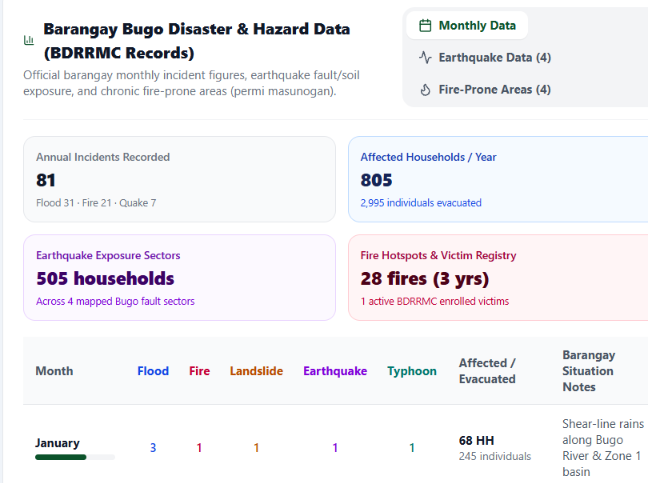 Barangay Bugo Disaster & Hazard Data
(BDRRMC Records)
Official barangay monthly incident figures, earthquake fault/soil
exposure, and chronic fire-prone areas (permi masunogan).
Monthly Data
Earthquake Data (4)
Fire-Prone Areas (4)
Annual Incidents Recorded
81
Flood 31 · Fire 21 · Quake 7
Affected Households / Year
805
2,995 individuals evacuated
Earthquake Exposure Sectors
505 households
Across 4 mapped Bugo fault sectors
Fire Hotspots & Victim Registry
28 fires (3 yrs)
1 active BDRRMC enrolled victims
Month Flood Fire Landslide Earthquake Typhoon Affected / Evacuated Barangay Situation Notes
January 3 1 1 1 1 68 HH
245 individuals
Shear-line rains
along Bugo
River & Zone 1
basin